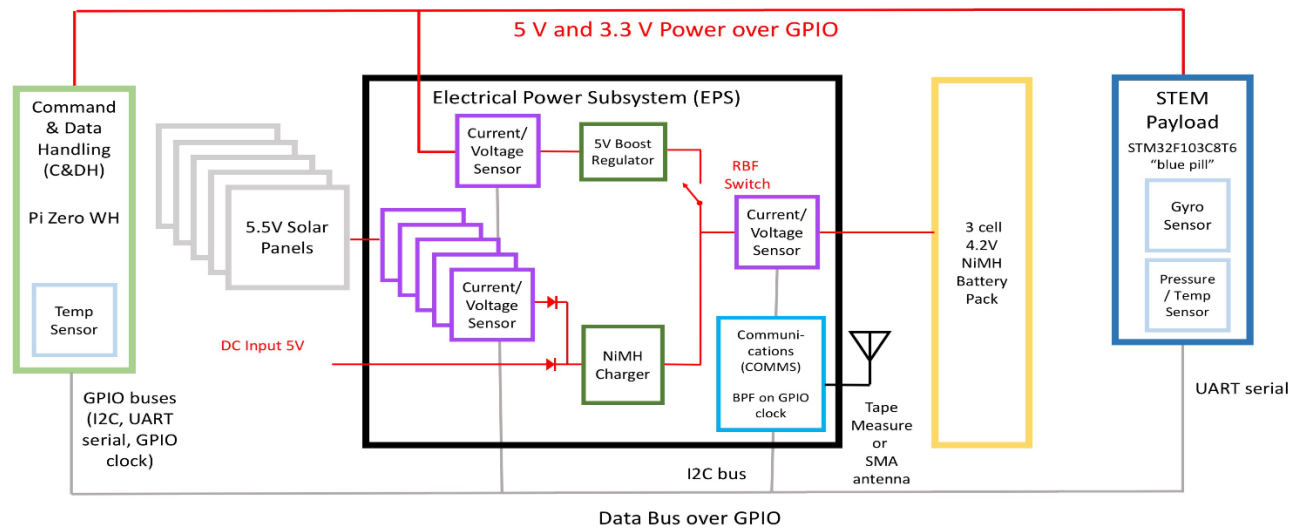 5 V and 3.3 V Power over GPIO
Command
& Data
Handling
(C&DH)
Pi Zero WH
Temp
Sensor
5.5V Solar
Panels
DC Input 5V
GPIO buses
(I2C, UART
serial, GPIO
clock)
Electrical Power Subsystem (EPS)
Current/
Voltage
Sensor
5V Boost
Regulator
RBF
Switch
Current/
Voltage
Sensor
Current/
Voltage
Sensor
NiMH
Charger
Communi-
cations
(COMMS)
BPF on GPIO
clock
Tape
Measure
or
SMA
antenna
I2C bus
3 cell
4.2V
NiMH
Battery
Pack
STEM
Payload
STM32F103C8T6
“blue pill”
Gyro
Sensor
Pressure
/ Temp
Sensor
UART serial
Data Bus over GPIO